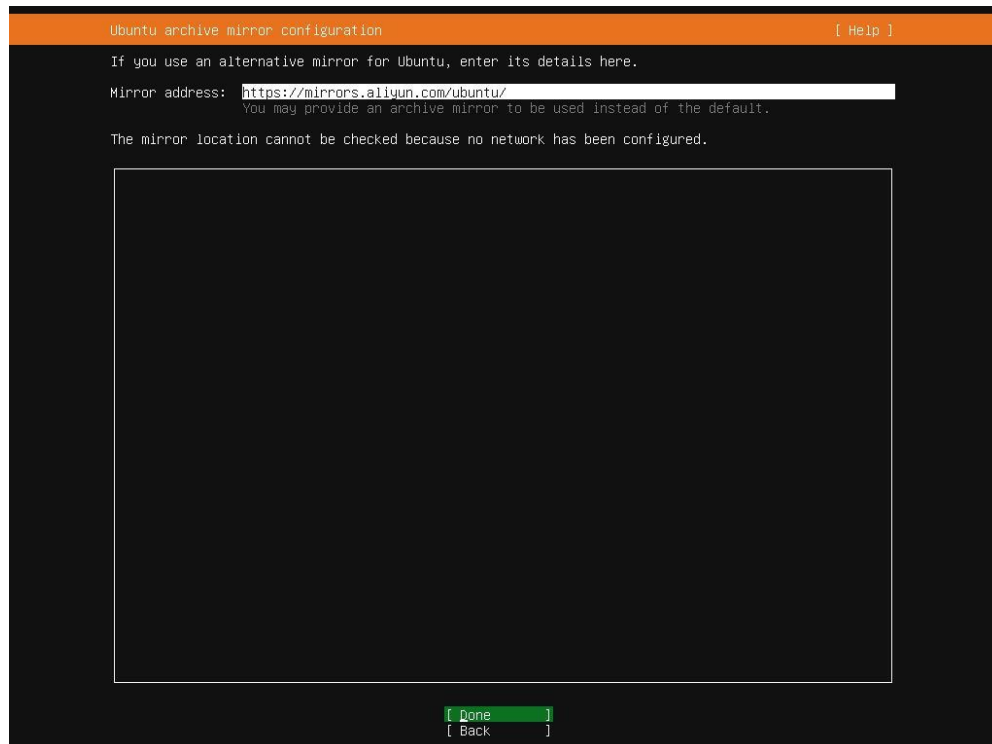 Ubuntu archive mirror configuration [ Help ]
If you use an alternative mirror for Ubuntu, enter its details here.
Mirror address: https://mirrors.aliyun.com/ubuntu/
You may provide an archive mirror to be used instead of the default.
The mirror location cannot be checked because no network has been configured.
[ Done ]
[ Back ]